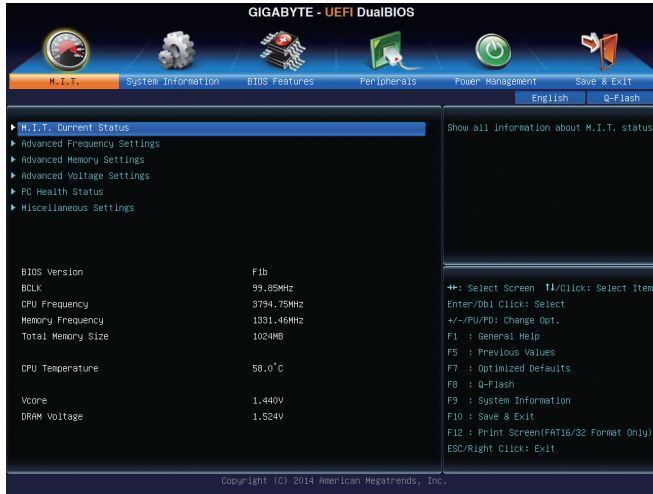 GIGABYTE - UEFI DualBIOS
M.I.T. System Information BIOS Features Peripherals Power Management Save & Exit
English Q-Flash
M.I.T. Current Status
Advanced Frequency Settings
Advanced Memory Settings
Advanced Voltage Settings
PC Health Status
Miscellaneous Settings
Show all information about M.I.T. status
BIOS Version F1b
BCLK 99.85MHz
CPU Frequency 3794.75MHz
Memory Frequency 1331.46MHz
Total Memory Size 1024MB
CPU Temperature 58.0°C
Vcore 1.440V
DRAM Voltage 1.524V
→←: Select Screen ↑↓/Click: Select Item
Enter/Dbl Click: Select
+/-/PU/PD: Change Opt.
F1 : General Help
F5 : Previous Values
F7 : Optimized Defaults
F8 : Q-Flash
F9 : System Information
F10 : Save & Exit
F12 : Print Screen(FAT16/32 Format Only)
ESC/Right Click: Exit
Copyright (C) 2014 American Megatrends, Inc.